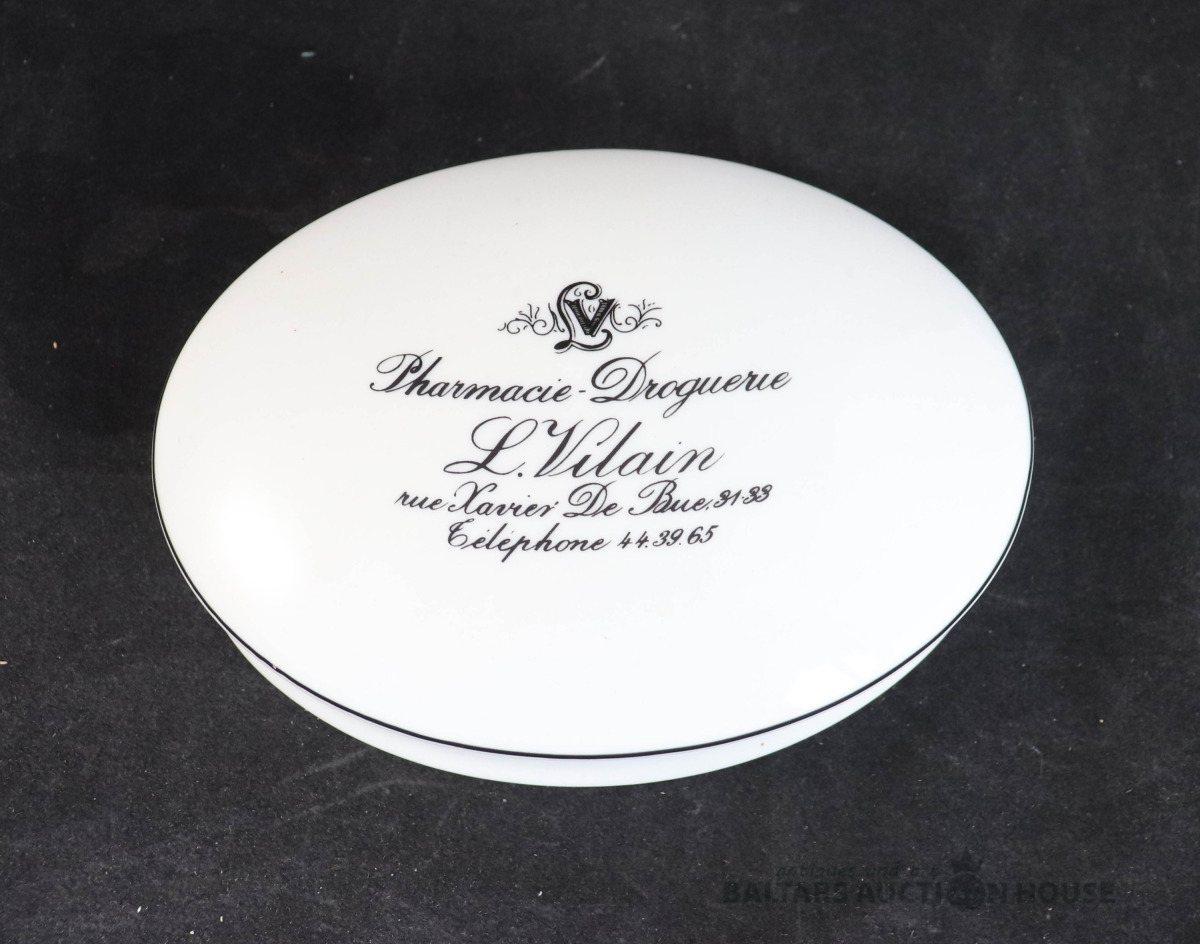 LV
Pharmacie-Droguerie
L. Vilain
rue Xavier De Bue. 31-33
Téléphone 44.39.65
BALTARS AUCTION HOUSE